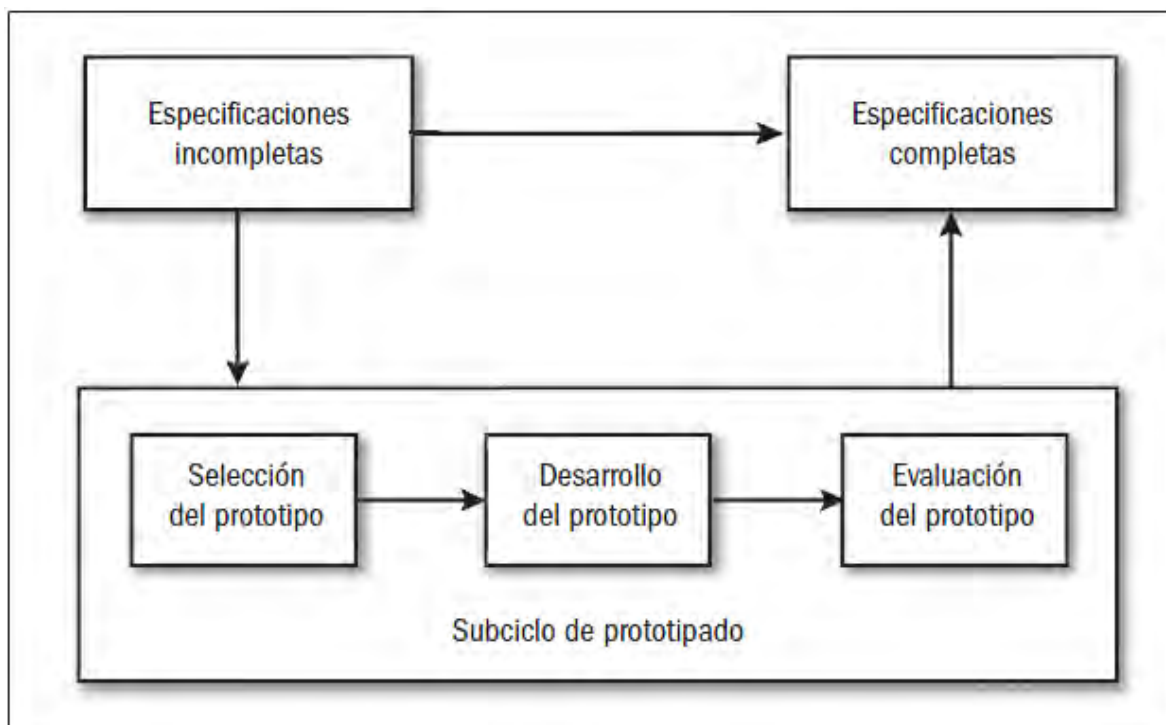 Especificaciones
incompletas
Especificaciones
completas
Selección
del prototipo
Desarrollo
del prototipo
Evaluación
del prototipo
Subciclo de prototipado